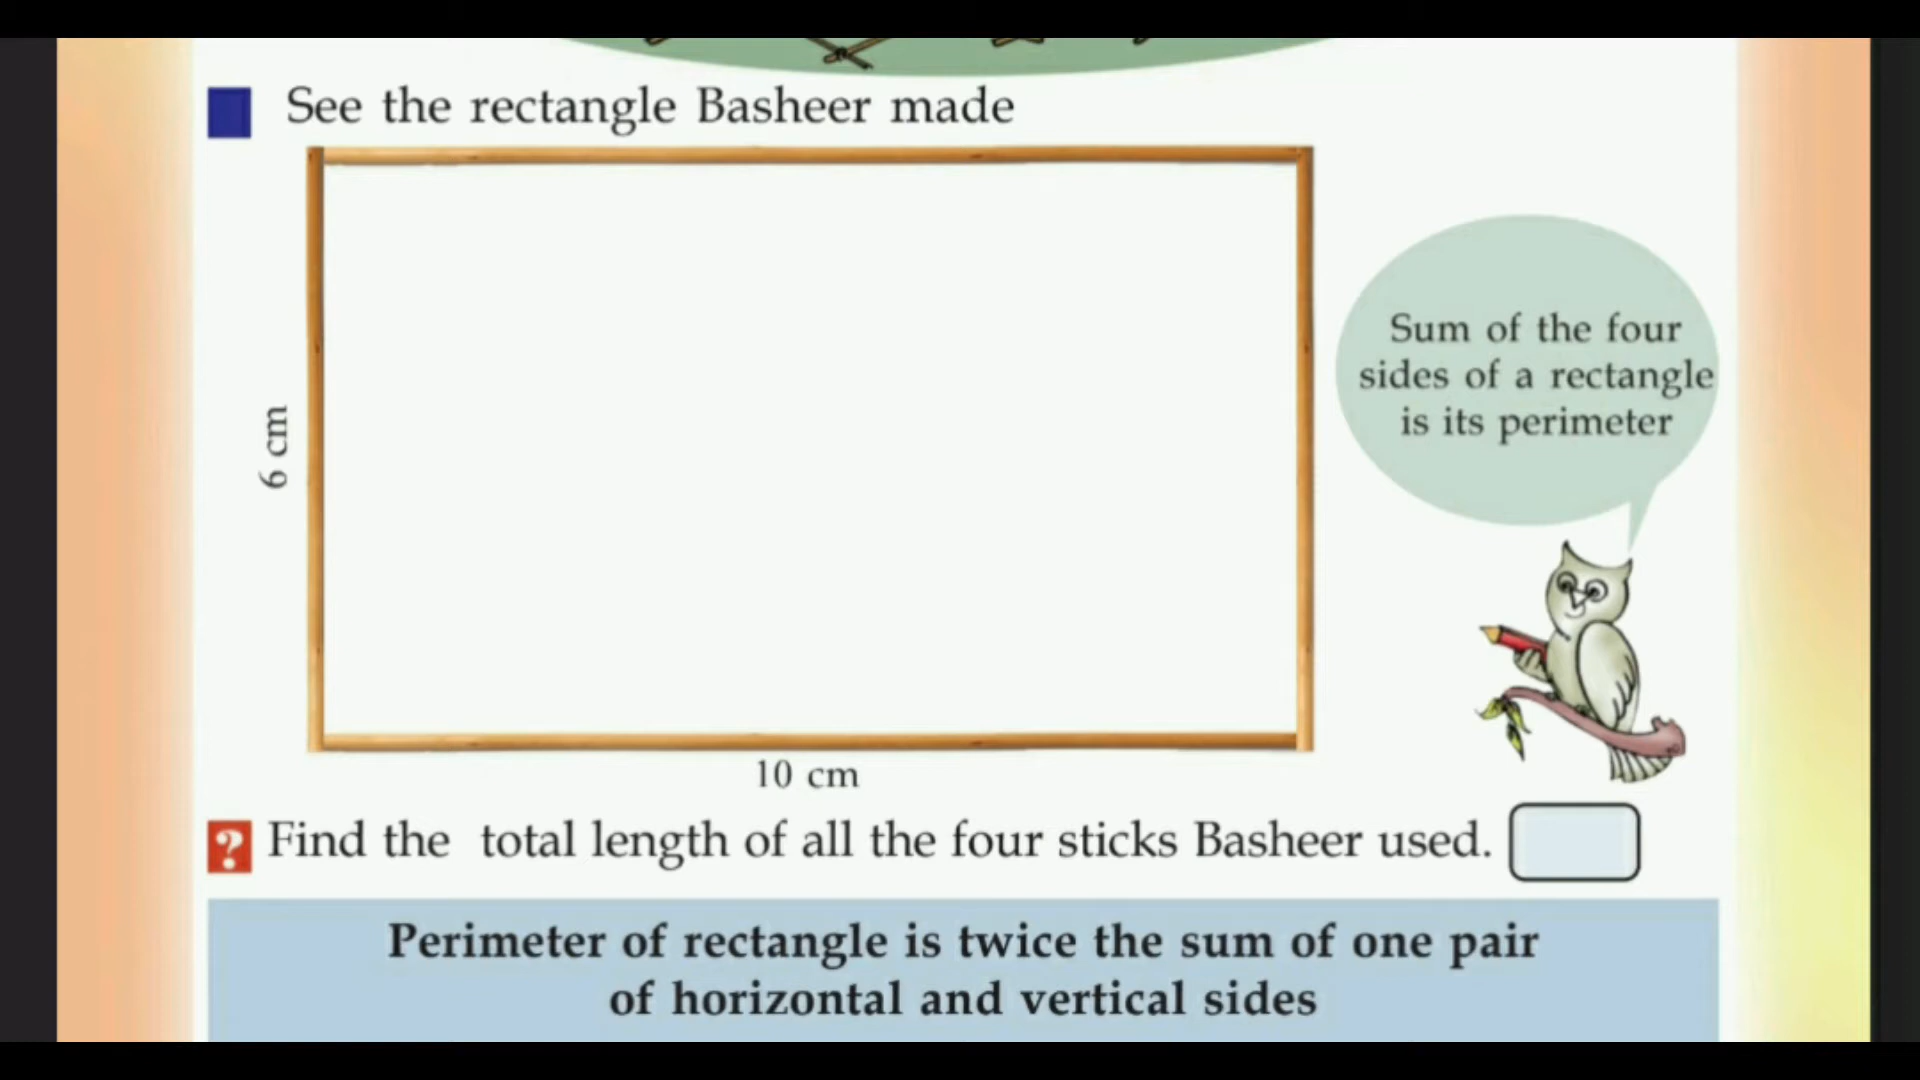 See the rectangle Basheer made
6 cm
Sum of the four
sides of a rectangle
is its perimeter
10 cm
? Find the total length of all the four sticks Basheer used.
Perimeter of rectangle is twice the sum of one pair
of horizontal and vertical sides